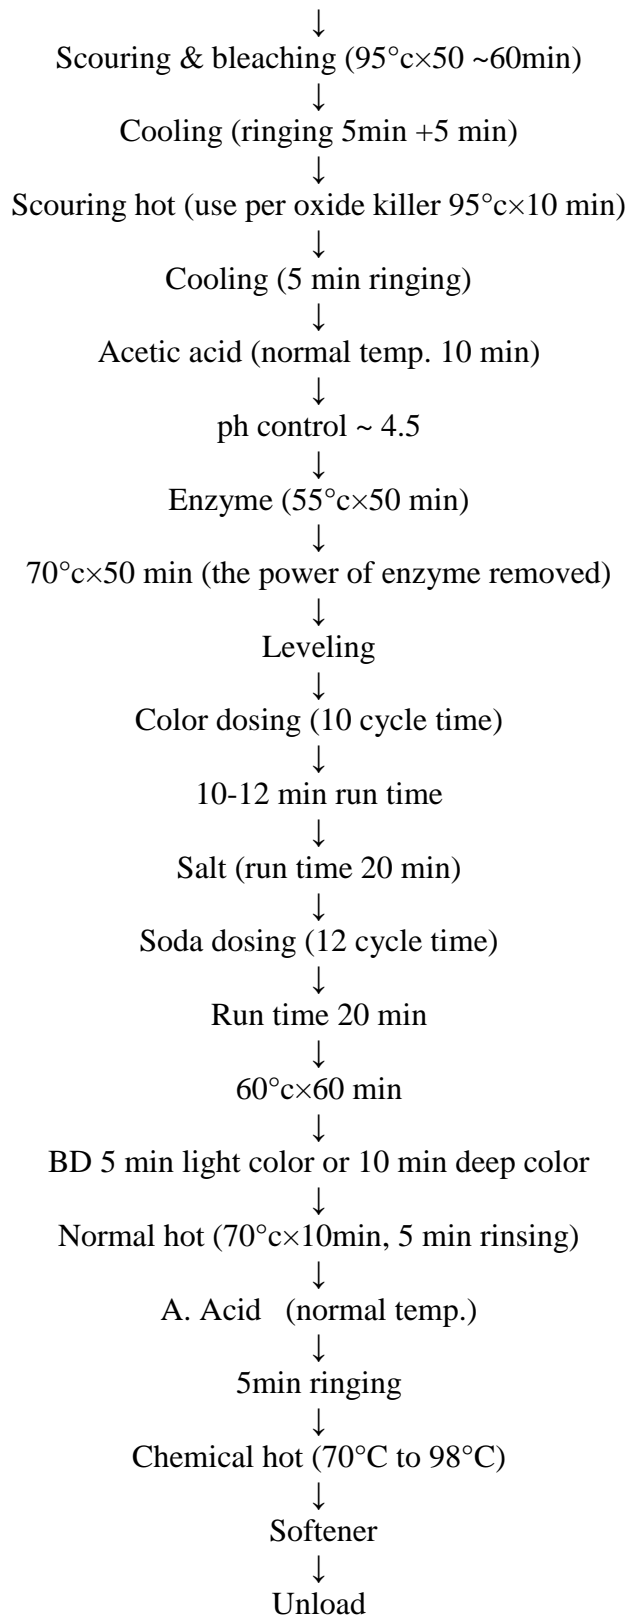 ↓
Scouring & bleaching (95°c×50 ~60min)
↓
Cooling (ringing 5min +5 min)
↓
Scouring hot (use per oxide killer 95°c×10 min)
↓
Cooling (5 min ringing)
↓
Acetic acid (normal temp. 10 min)
↓
ph control ~ 4.5
↓
Enzyme (55°c×50 min)
↓
70°c×50 min (the power of enzyme removed)
↓
Leveling
↓
Color dosing (10 cycle time)
↓
10-12 min run time
↓
Salt (run time 20 min)
↓
Soda dosing (12 cycle time)
↓
Run time 20 min
↓
60°c×60 min
↓
BD 5 min light color or 10 min deep color
↓
Normal hot (70°c×10min, 5 min rinsing)
↓
A. Acid (normal temp.)
↓
5min ringing
↓
Chemical hot (70°C to 98°C)
↓
Softener
↓
Unload